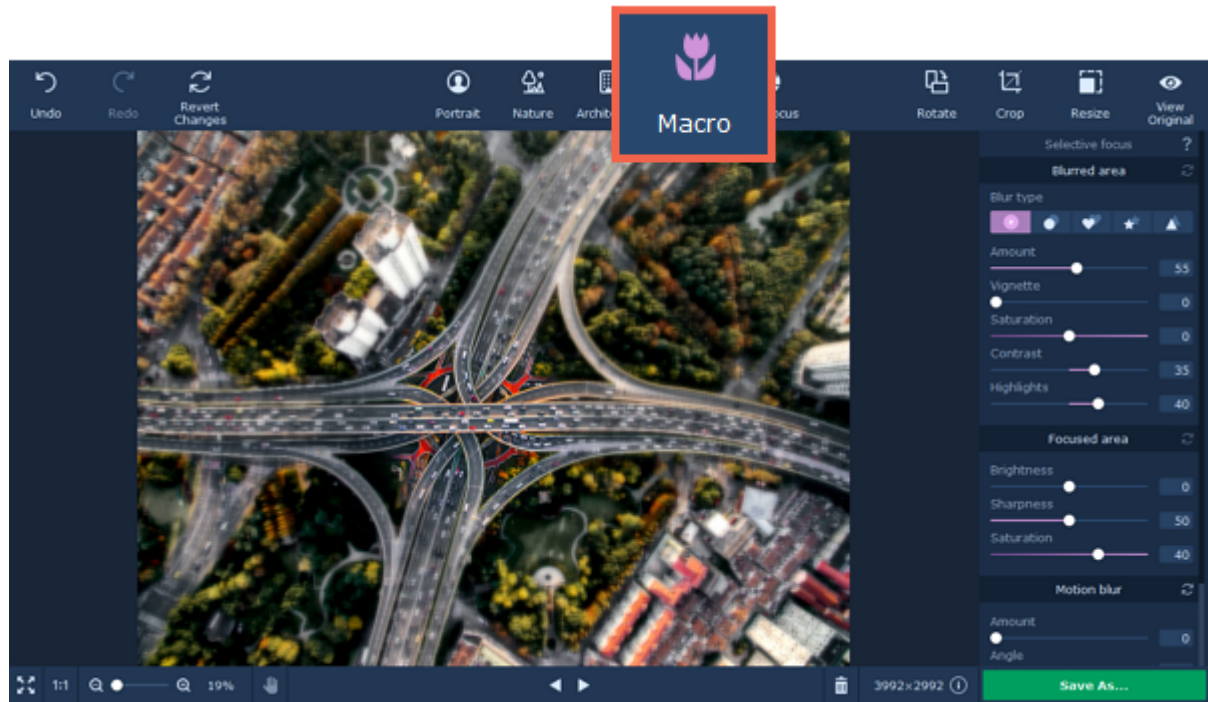 Macro
Undo
Redo
Revert
Changes
Portrait
Nature
Rotate
Crop
Resize
View
Original
Selective focus
?
Blurred area
Blur type
Amount
55
Vignette
0
Saturation
0
Contrast
35
Highlights
40
Focused area
Brightness
0
Sharpness
50
Saturation
40
Motion blur
Amount
0
Angle
1:1
19%
3992×2992
Save As...